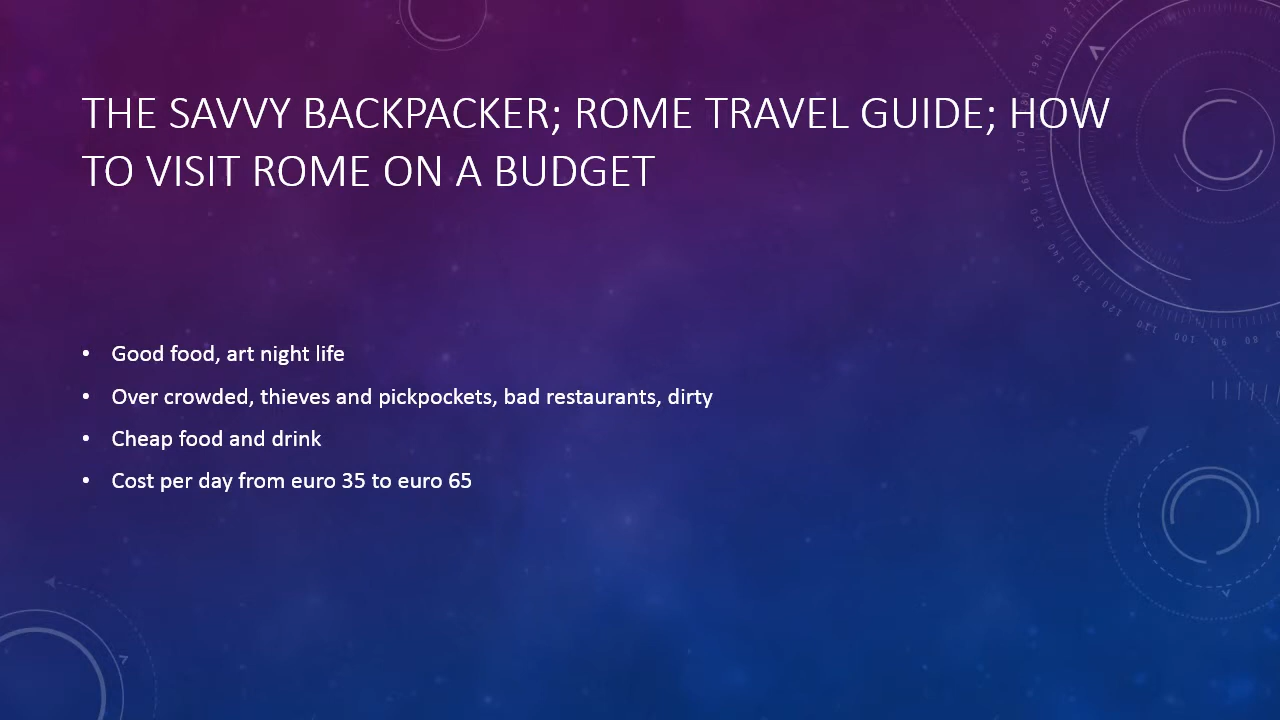 THE SAVVY BACKPACKER; ROME TRAVEL GUIDE; HOW
TO VISIT ROME ON A BUDGET
• Good food, art night life
• Over crowded, thieves and pickpockets, bad restaurants, dirty
• Cheap food and drink
• Cost per day from euro 35 to euro 65